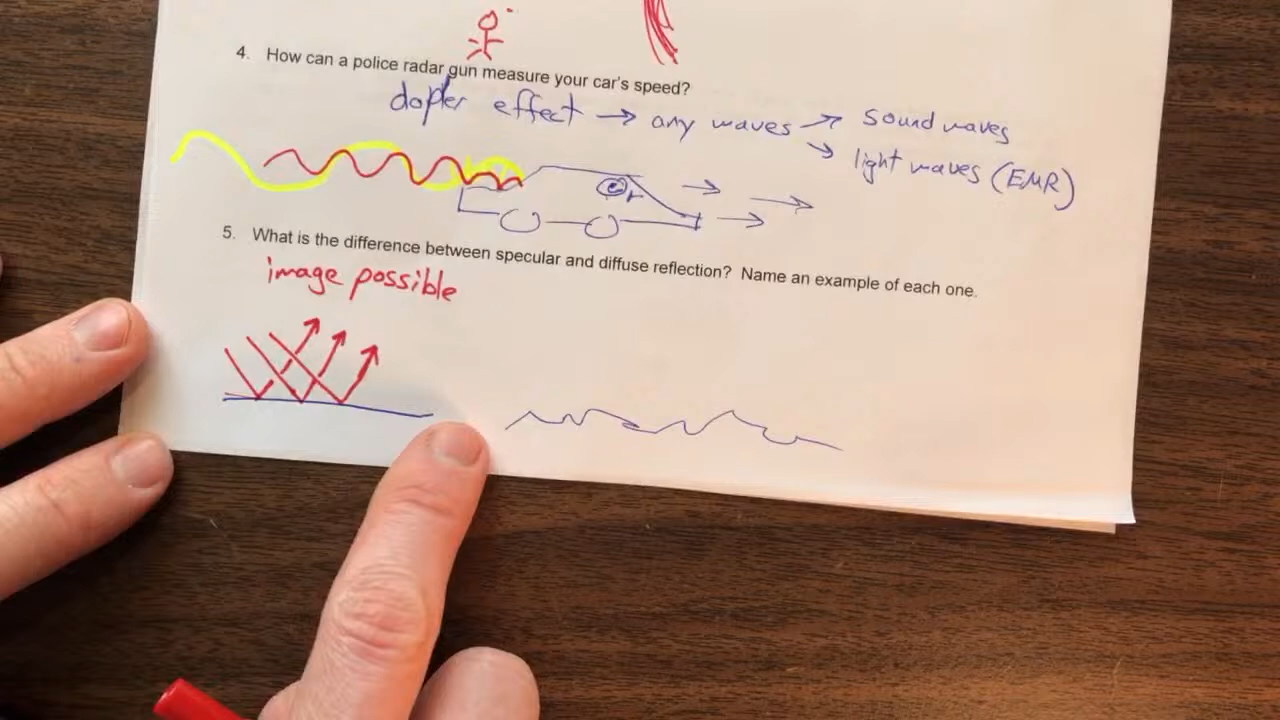 4. How can a police radar gun measure your car's speed?
dopler effect → any waves → sound waves
→ light waves (EMR)
5. What is the difference between specular and diffuse reflection? Name an example of each one.
image possible